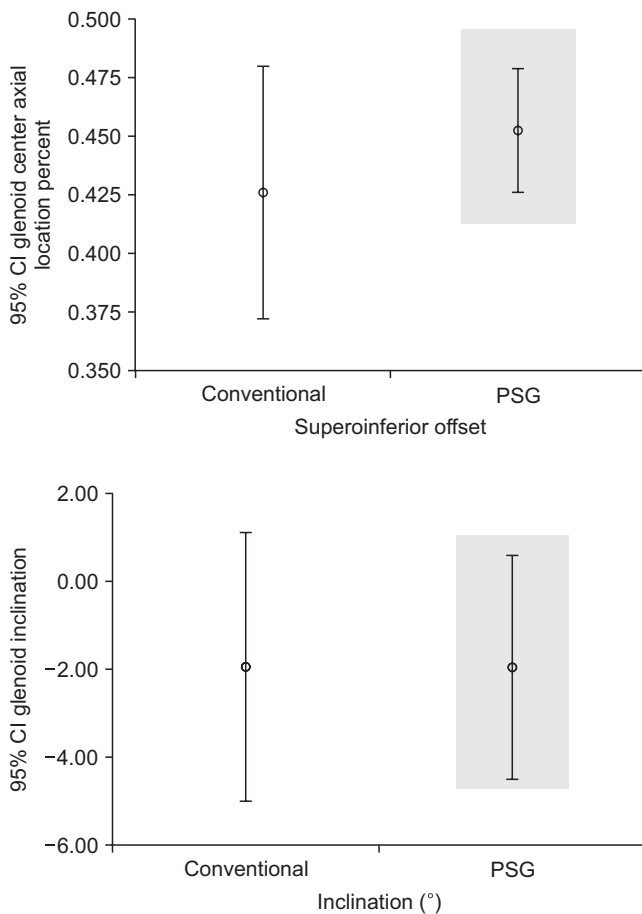 95% CI glenoid center axial
location percent
0.500
0.475
0.450
0.425
0.400
0.375
0.350
Conventional
PSG
Superoinferior offset
95% CI glenoid inclination
2.00
0.00
−2.00
−4.00
−6.00
Conventional
PSG
Inclination (°)